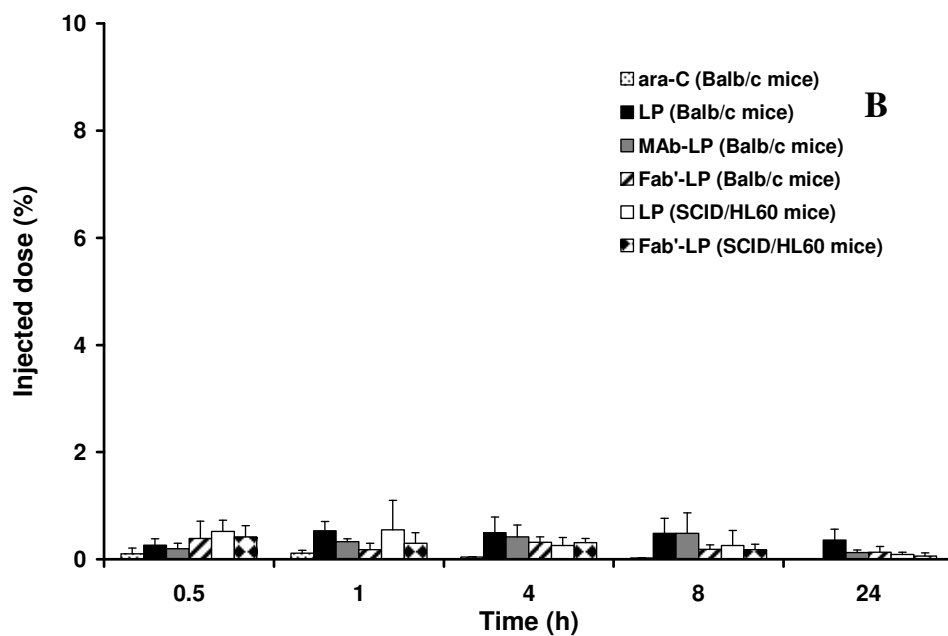 10
8
6
4
2
0
Injected dose (%)
ara-C (Balb/c mice)
LP (Balb/c mice)
MAb-LP (Balb/c mice)
Fab'-LP (Balb/c mice)
LP (SCID/HL60 mice)
Fab'-LP (SCID/HL60 mice)
B
0.5 1 4 8 24
Time (h)